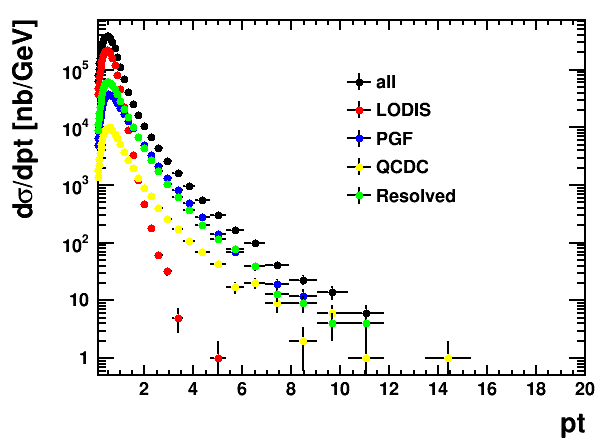 dσ/dpt [nb/GeV]
10⁵
10⁴
10³
10²
10
1
all
LODIS
PGF
QCDC
Resolved
2 4 6 8 10 12 14 16 18 20
pt